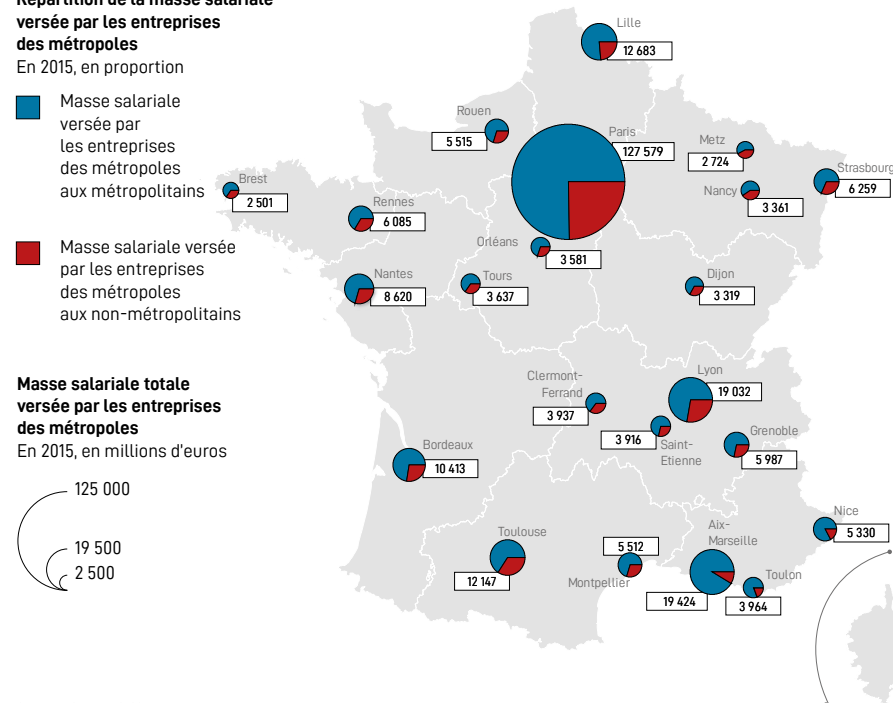 Répartition de la masse salariale
versée par les entreprises
des métropoles
En 2015, en proportion
Masse salariale
versée par
les entreprises
des métropoles
aux métropolitains
Masse salariale versée
par les entreprises
des métropoles
aux non-métropolitains
Masse salariale totale
versée par les entreprises
des métropoles
En 2015, en millions d'euros
125 000
19 500
2 500
Lille
12 683
Rouen
5 515
Paris
127 579
Metz
2 724
Strasbourg
6 259
Nancy
3 361
Brest
2 501
Rennes
6 085
Orléans
3 581
Nantes
8 620
Tours
3 637
Dijon
3 319
Clermont-
Ferrand
3 937
Lyon
19 032
3 916
Saint-
Etienne
Grenoble
5 987
Bordeaux
10 413
Toulouse
12 147
5 512
Montpellier
Aix-
Marseille
19 424
Toulon
3 964
Nice
5 330